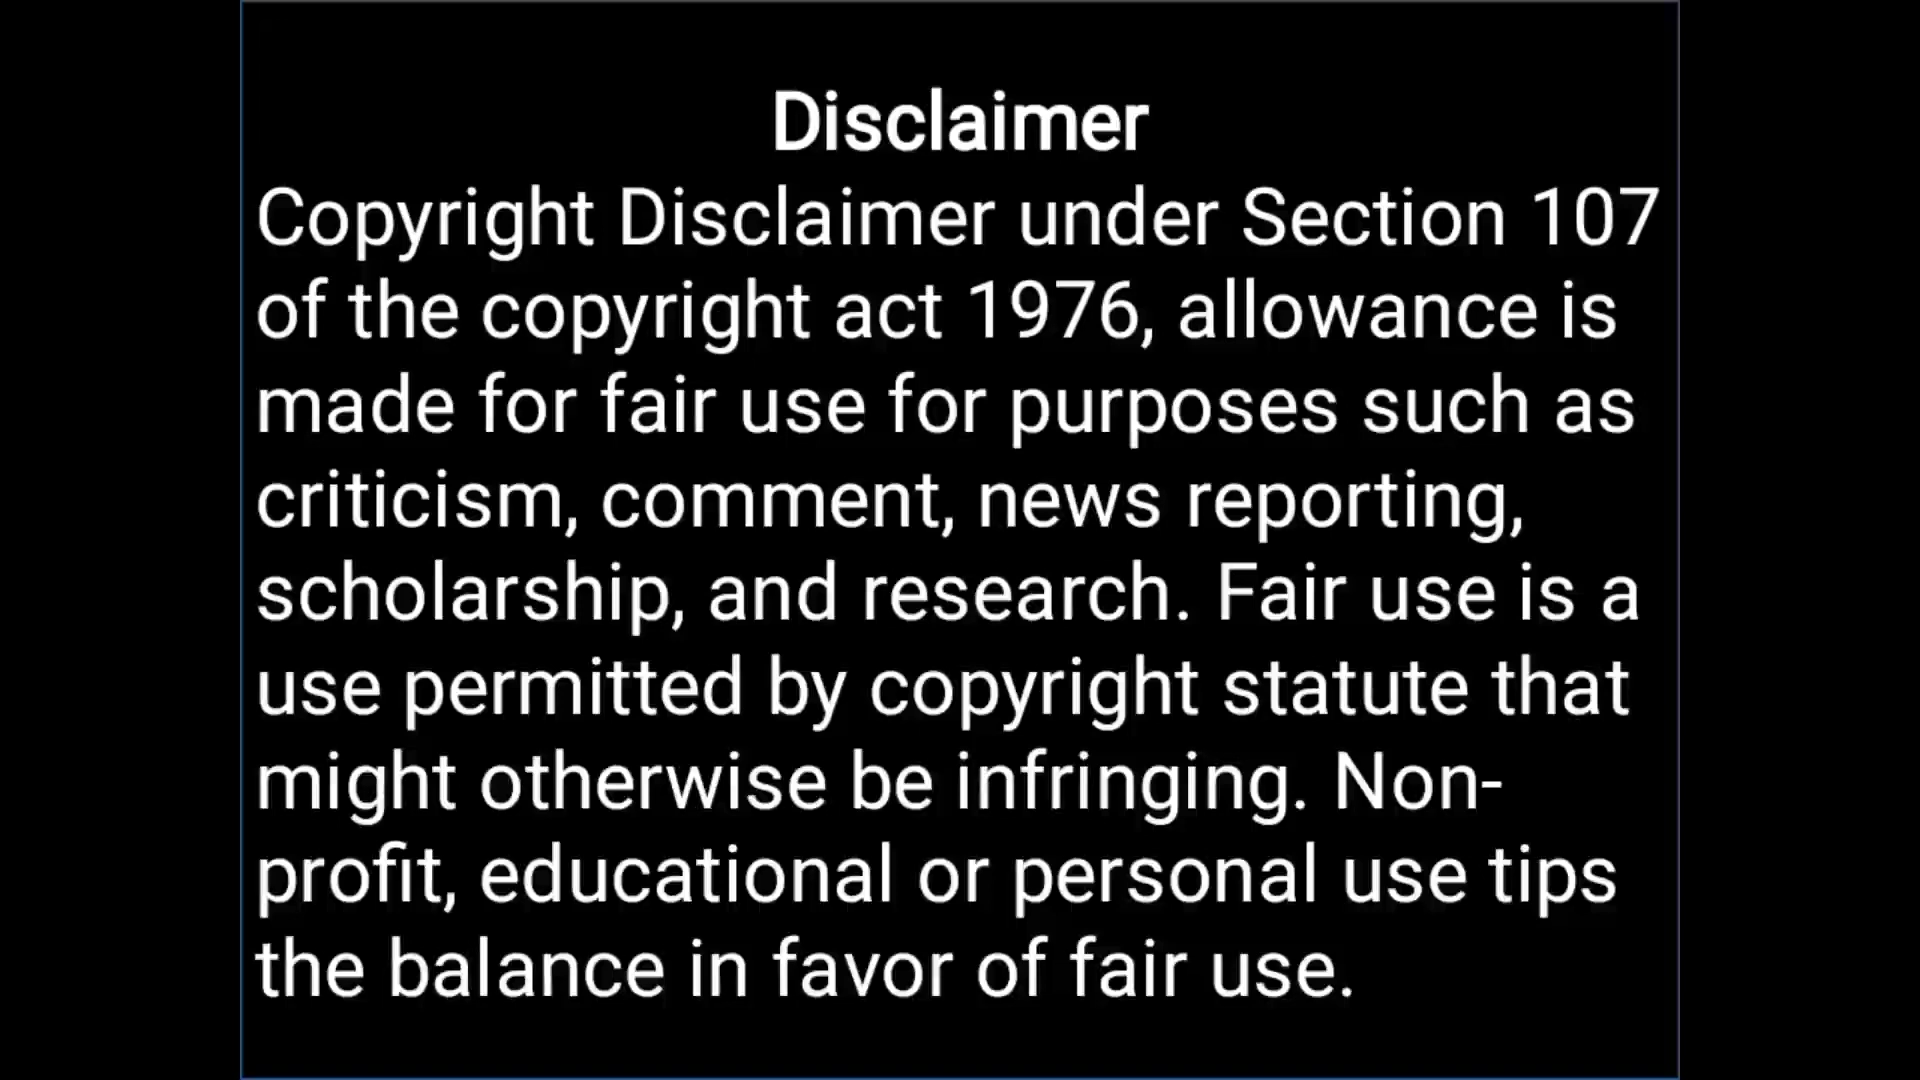 Disclaimer
Copyright Disclaimer under Section 107
of the copyright act 1976, allowance is
made for fair use for purposes such as
criticism, comment, news reporting,
scholarship, and research. Fair use is a
use permitted by copyright statute that
might otherwise be infringing. Non-
profit, educational or personal use tips
the balance in favor of fair use.